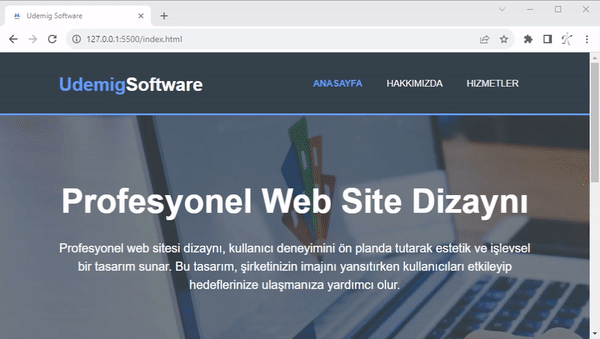 Udemig Software
127.0.0.1:5500/index.html
UdemigSoftware
ANASAYFA HAKKIMIZDA HIZMETLER
Profesyonel Web Site Dizaynı
Profesyonel web sitesi dizaynı, kullanıcı deneyimini ön planda tutarak estetik ve işlevsel
bir tasarım sunar. Bu tasarım, şirketinizin imajını yansıtırken kullanıcıları etkileyip
hedeflerinize ulaşmanıza yardımcı olur.